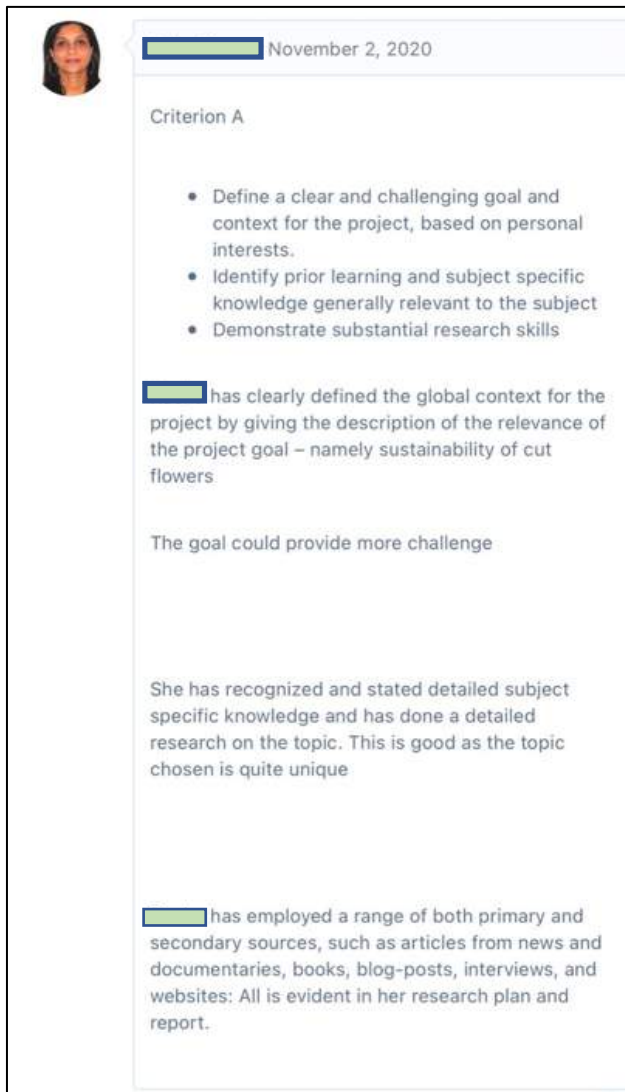 November 2, 2020
Criterion A
• Define a clear and challenging goal and
context for the project, based on personal
interests.
• Identify prior learning and subject specific
knowledge generally relevant to the subject
• Demonstrate substantial research skills
has clearly defined the global context for the
project by giving the description of the relevance of
the project goal – namely sustainability of cut
flowers
The goal could provide more challenge
She has recognized and stated detailed subject
specific knowledge and has done a detailed
research on the topic. This is good as the topic
chosen is quite unique
has employed a range of both primary and
secondary sources, such as articles from news and
documentaries, books, blog-posts, interviews, and
websites: All is evident in her research plan and
report.